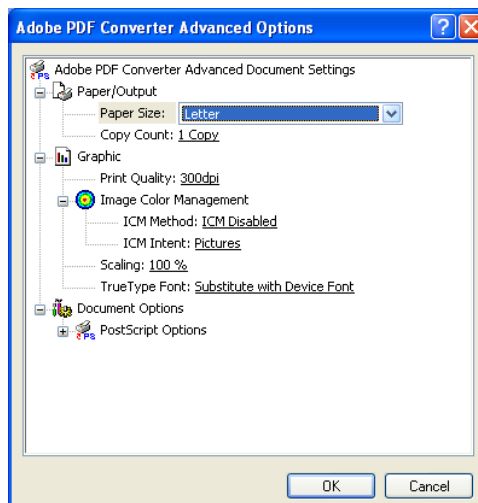 Adobe PDF Converter Advanced Options
Adobe PDF Converter Advanced Document Settings
Paper/Output
Paper Size: Letter
Copy Count: 1 Copy
Graphic
Print Quality: 300dpi
Image Color Management
ICM Method: ICM Disabled
ICM Intent: Pictures
Scaling: 100 %
TrueType Font: Substitute with Device Font
Document Options
PostScript Options
OK Cancel